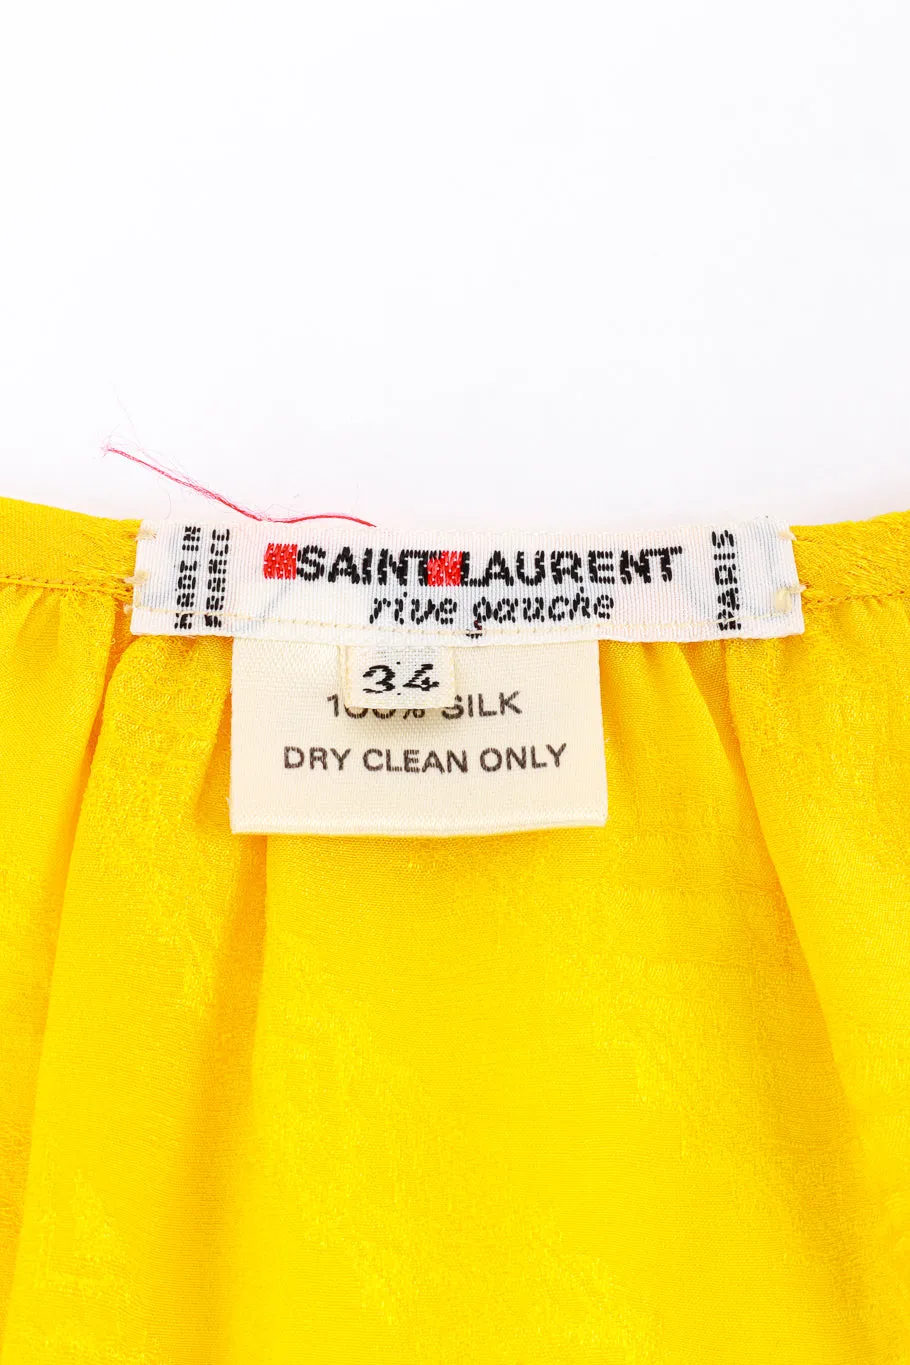 MADE IN
FRANCE
SAINT LAURENT
rive gauche
PARIS
34
100% SILK
DRY CLEAN ONLY